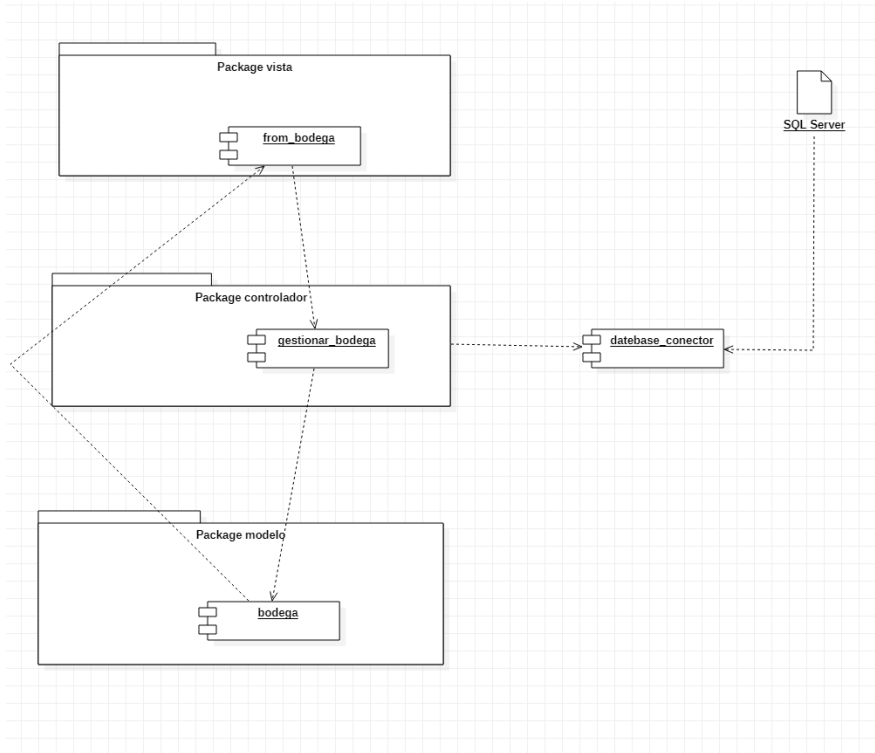 Package vista
from_bodega
SQL Server
Package controlador
gestionar_bodega
datebase_conector
Package modelo
bodega